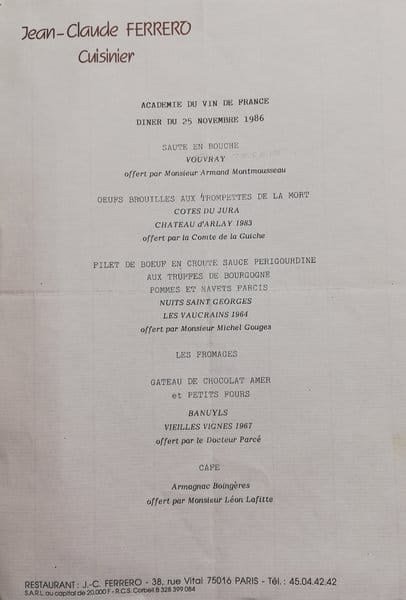 Jean-Claude FERRERO
Cuisinier
ACADEMIE DU VIN DE FRANCE
DINER DU 25 NOVEMBRE 1986
SAUTE EN BOUCHE
VOUVRAY
offert par Monsieur Armand Montmousseau
OEUFS BROUILLES AUX TROMPETTES DE LA MORT
COTES DU JURA
CHATEAU d'ARLAY 1983
offert par la Comte de la Guiche
FILET DE BOEUF EN CROUTE SAUCE PERIGOURDINE
AUX TRUFFES DE BOURGOGNE
POMMES ET NAVETS FARCIS
NUITS SAINT GEORGES
LES VAUCRAINS 1964
offert par Monsieur Michel Gouges
LES FROMAGES
GATEAU DE CHOCOLAT AMER
et PETITS FOURS
BANUYLS
VIEILLES VIGNES 1967
offert par le Docteur Parcé
CAFE
Armagnac Boingères
offert par Monsieur Léon Lafitte
RESTAURANT : J.-C. FERRERO - 38, rue Vital 75016 PARIS - Tél. : 45.04.42.42
S.A.R.L. au capital de 20.000 F - R.C.S. Corbeil B 328 399 084